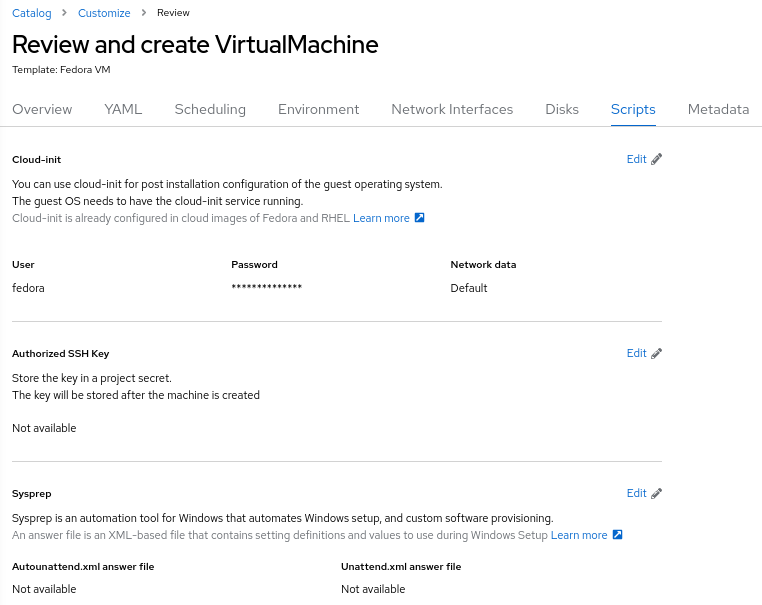 Catalog > Customize > Review
Review and create VirtualMachine
Template: Fedora VM
Overview YAML Scheduling Environment Network Interfaces Disks Scripts Metadata
Cloud-init Edit
You can use cloud-init for post installation configuration of the guest operating system.
The guest OS needs to have the cloud-init service running.
Cloud-init is already configured in cloud images of Fedora and RHEL Learn more
User Password Network data
fedora ************** Default
Authorized SSH Key Edit
Store the key in a project secret.
The key will be stored after the machine is created
Not available
Sysprep Edit
Sysprep is an automation tool for Windows that automates Windows setup, and custom software provisioning.
An answer file is an XML-based file that contains setting definitions and values to use during Windows Setup Learn more
Autounattend.xml answer file Unattend.xml answer file
Not available Not available